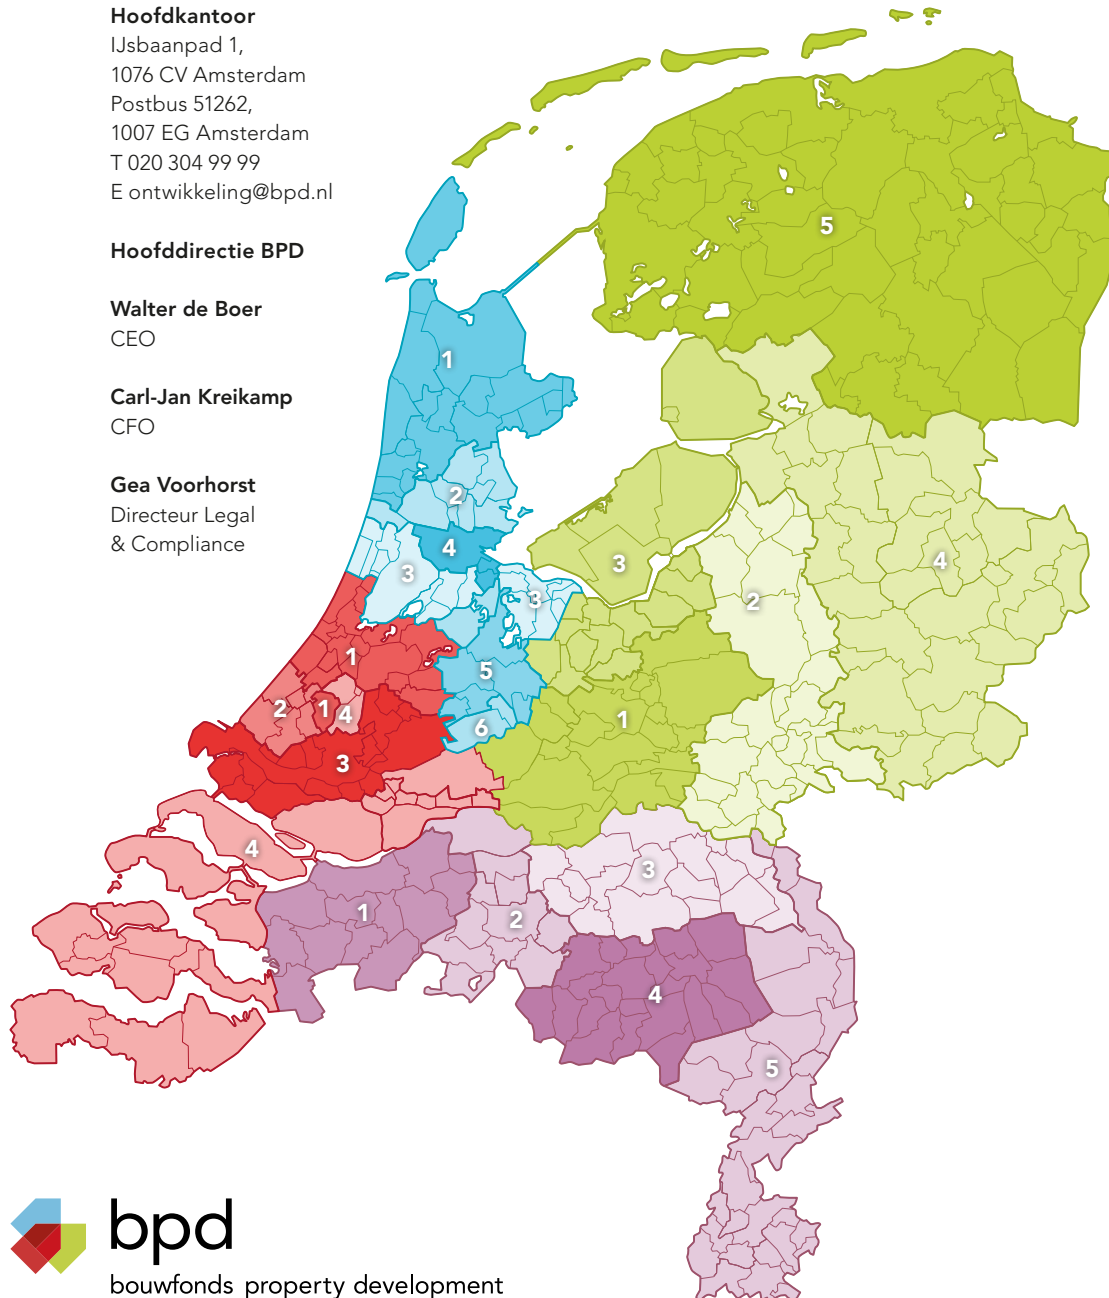 Hoofdkantoor
IJsbaanpad 1,
1076 CV Amsterdam
Postbus 51262,
1007 EG Amsterdam
T 020 304 99 99
E ontwikkeling@bpd.nl
Hoofddirectie BPD
Walter de Boer
CEO
Carl-Jan Kreikamp
CFO
Gea Voorhorst
Directeur Legal
& Compliance
5
1
2
4
3
3
5
6
1
2
1
4
3
4
3
2
4
1
1
2
3
4
5
bpd
bouwfonds property development